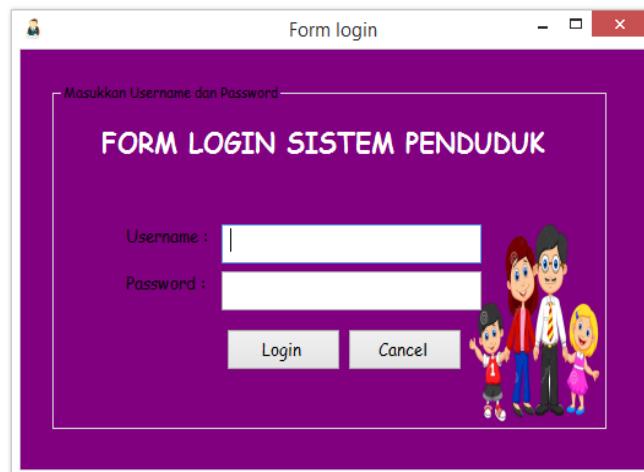 Form login
Masukkan Username dan Password
FORM LOGIN SISTEM PENDUDUK
Username :
Password :
Login Cancel